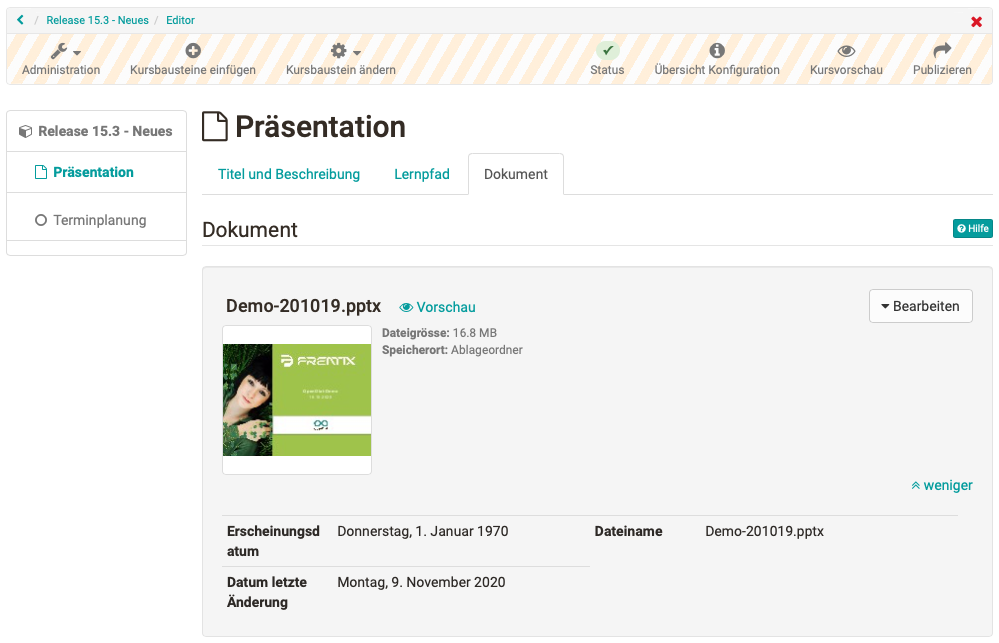 / Release 15.3 - Neues / Editor
Administration
Kursbausteine einfügen
Kursbaustein ändern
Status
Übersicht Konfiguration
Kursvorschau
Publizieren
Release 15.3 - Neues
Präsentation
Terminplanung
Präsentation
Titel und Beschreibung
Lernpfad
Dokument
Dokument
Hilfe
Demo-201019.pptx
Vorschau
Bearbeiten
Dateigrösse: 16.8 MB
Speicherort: Ablageordner
FRENTIX
weniger
Erscheinungsd
atum
Donnerstag, 1. Januar 1970
Dateiname
Demo-201019.pptx
Datum letzte
Änderung
Montag, 9. November 2020